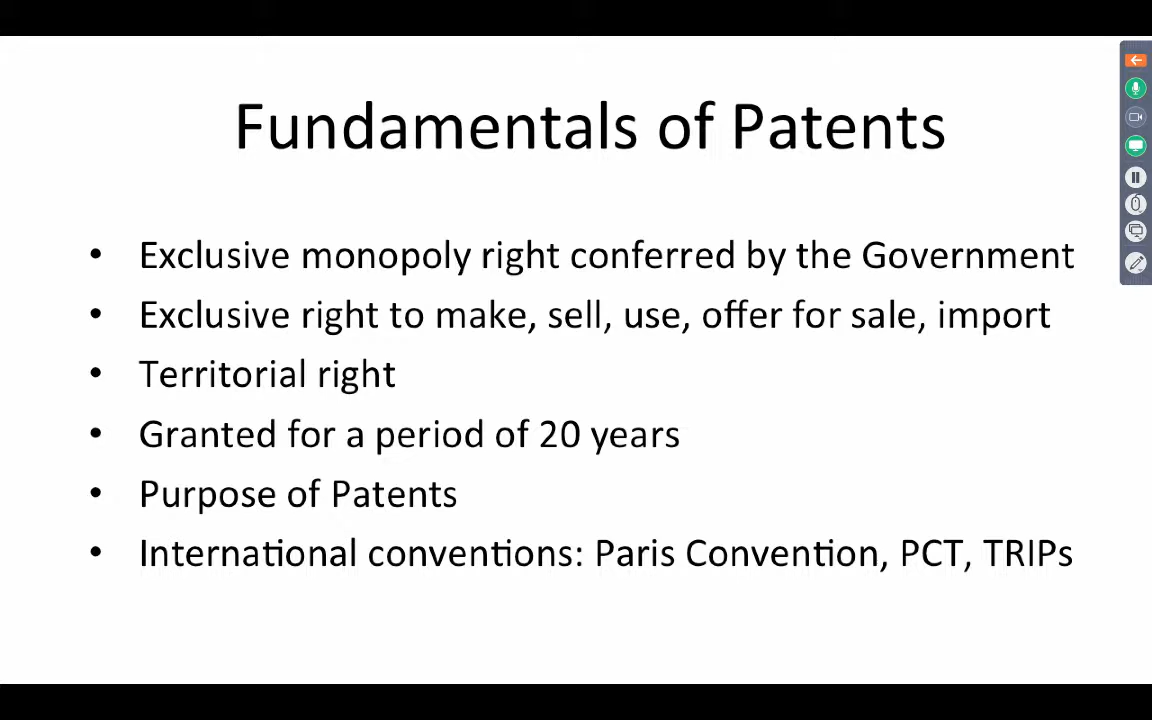 Fundamentals of Patents
• Exclusive monopoly right conferred by the Government
• Exclusive right to make, sell, use, offer for sale, import
• Territorial right
• Granted for a period of 20 years
• Purpose of Patents
• International conventions: Paris Convention, PCT, TRIPs